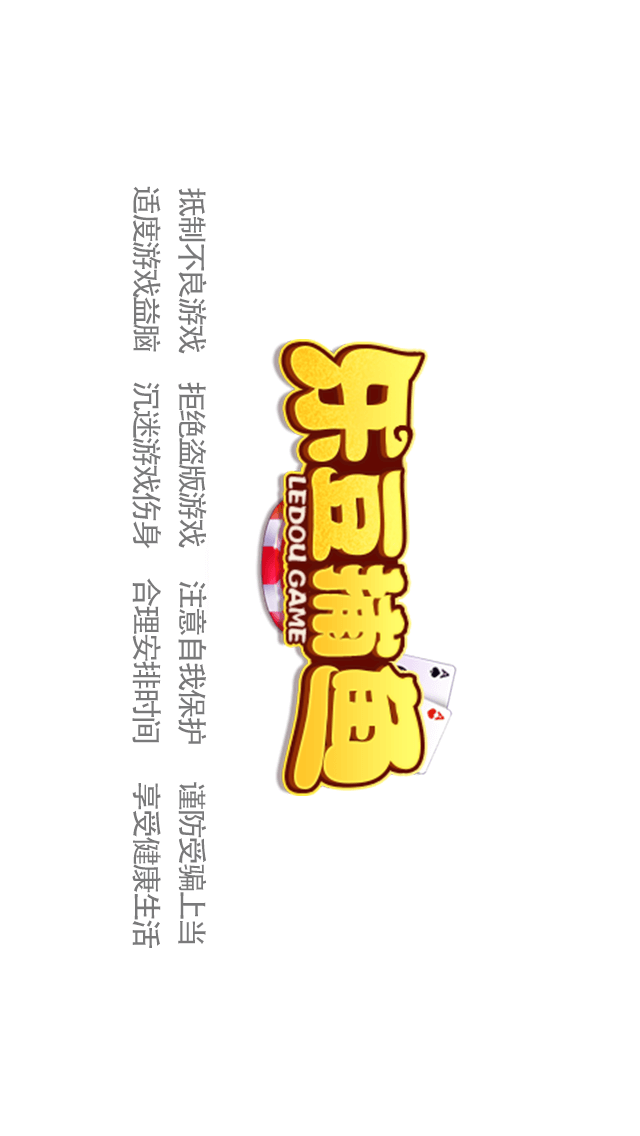 乐豆捕鱼
LEDOU GAME
A
A
抵制不良游戏 拒绝盗版游戏 注意自我保护 谨防受骗上当
适度游戏益脑 沉迷游戏伤身 合理安排时间 享受健康生活